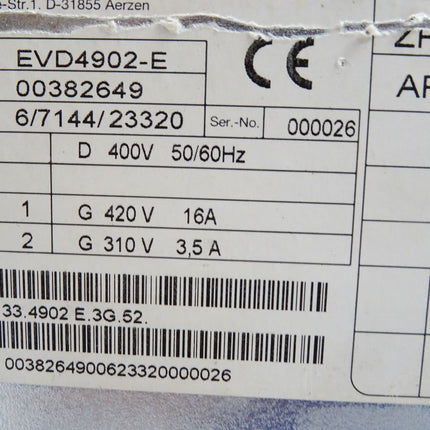 e-Str.1. D-31855 Aerzen
EVD4902-E
CE
00382649
6/7144/23320 Ser.-No. 000026
D 400V 50/60Hz
1 G 420 V 16A
2 G 310 V 3,5 A
33.4902 E.3G.52.
0038264900623320000026